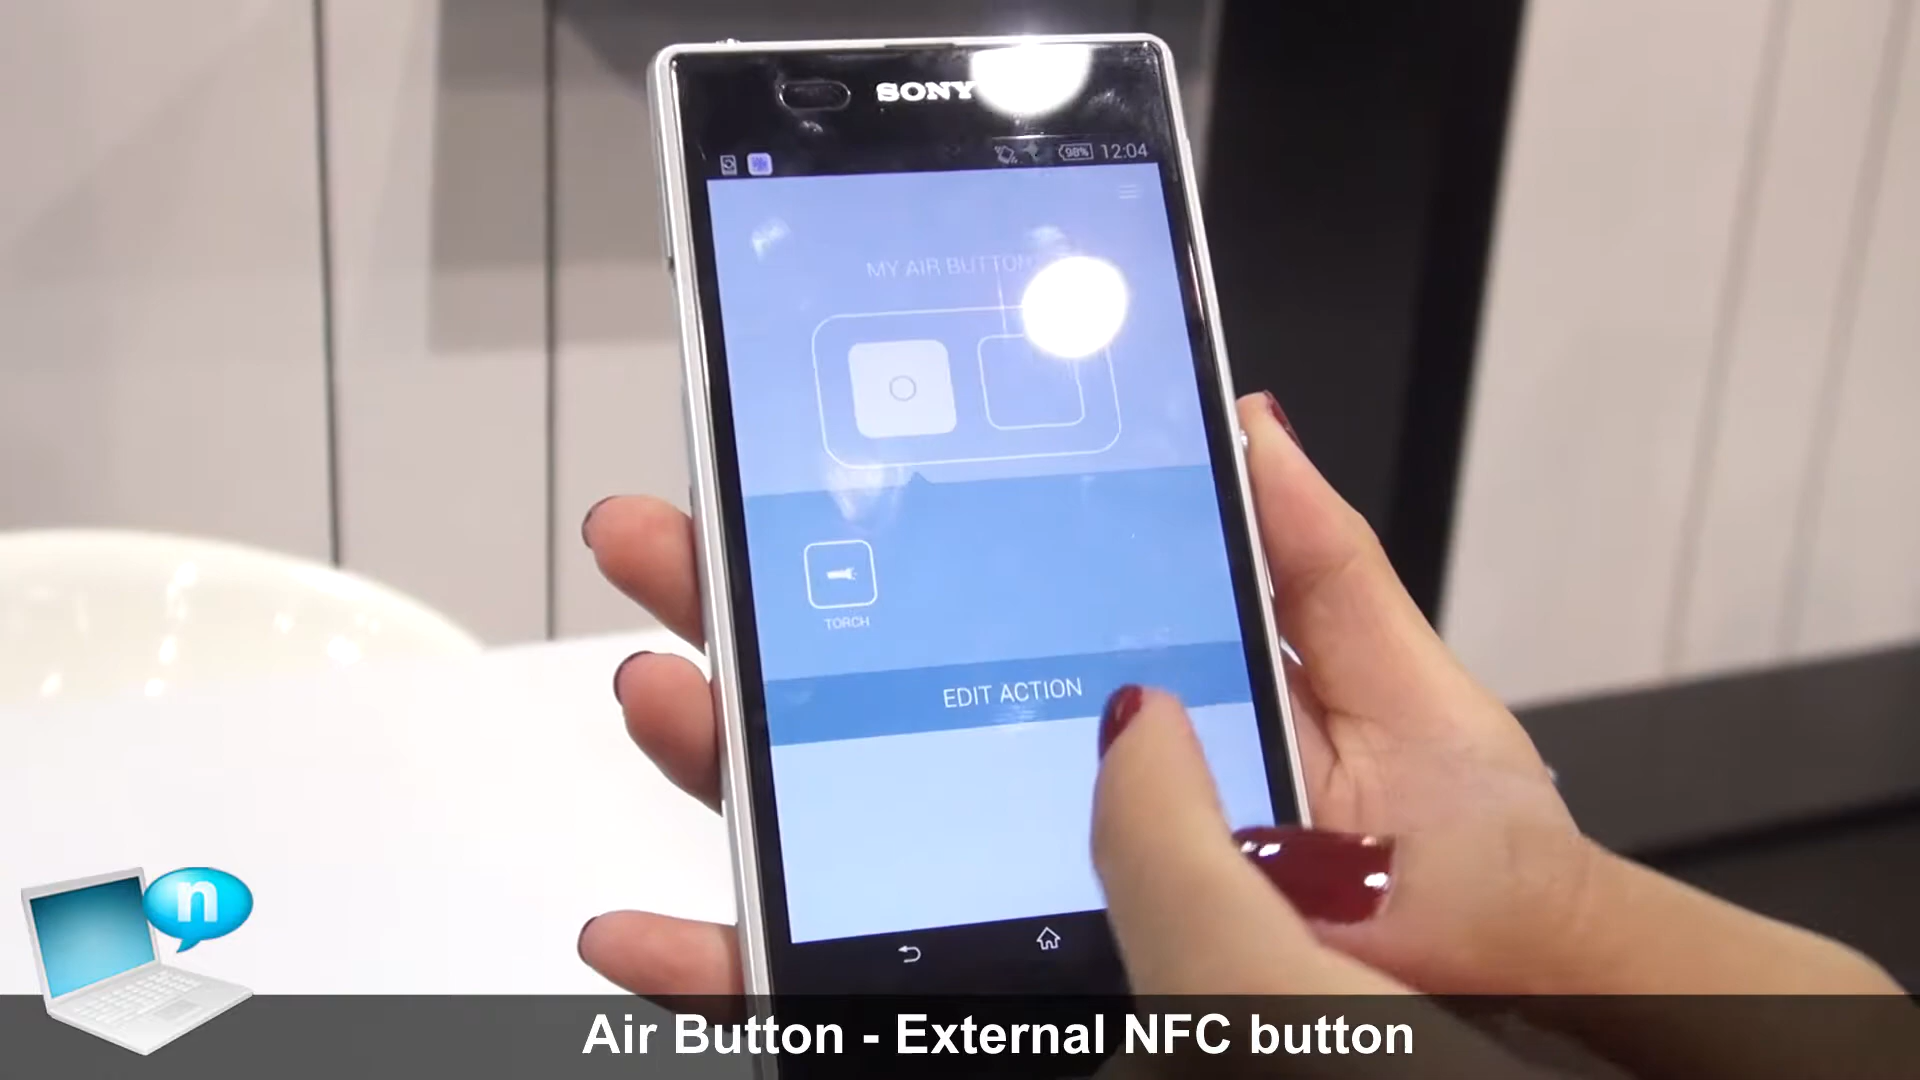 SONY
98% 12:04
MY AIR BUTTON
TORCH
EDIT ACTION
n
Air Button - External NFC button